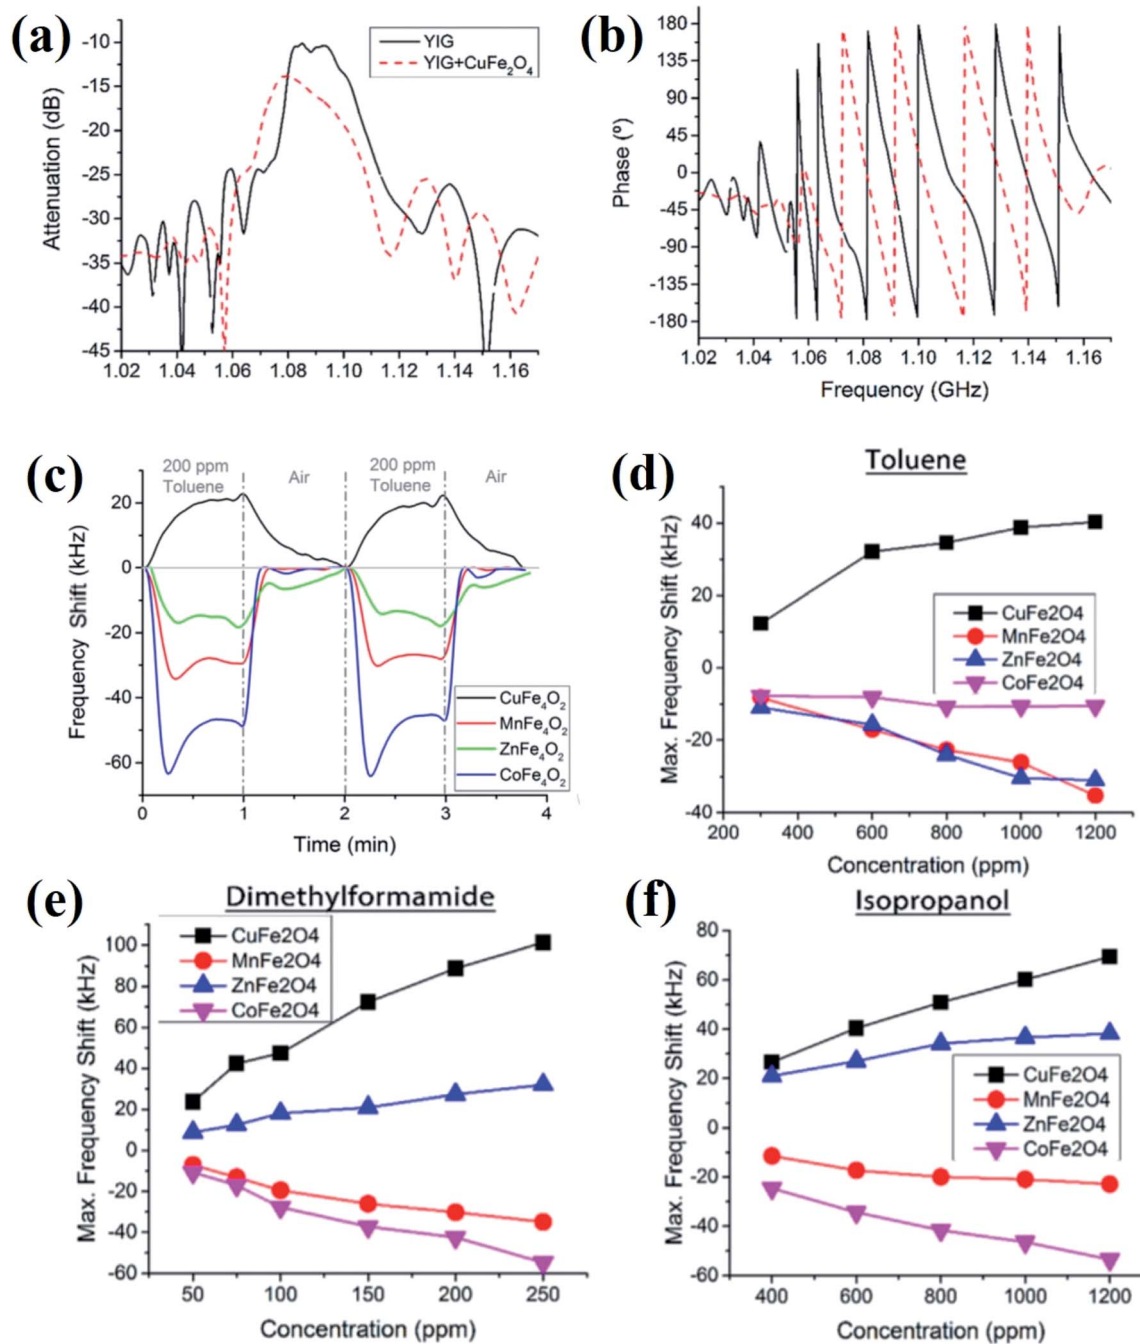 (a)
-10
-15
-20
-25
-30
-35
-40
-45
Attenuation (dB)
YIG
YIG+CuFe₂O₄
1.02 1.04 1.06 1.08 1.10 1.12 1.14 1.16
(b)
180
135
90
45
0
-45
-90
-135
-180
Phase (º)
1.02 1.04 1.06 1.08 1.10 1.12 1.14 1.16
Frequency (GHz)
(c)
200 ppm
Toluene
Air
200 ppm
Toluene
Air
20
0
-20
-40
-60
Frequency Shift (kHz)
CuFe₄O₂
MnFe₄O₂
ZnFe₄O₂
CoFe₄O₂
0 1 2 3 4
Time (min)
(d)
Toluene
40
20
0
-20
-40
Max. Frequency Shift (kHz)
CuFe2O4
MnFe2O4
ZnFe2O4
CoFe2O4
200 400 600 800 1000 1200
Concentration (ppm)
(e)
Dimethylformamide
CuFe2O4
MnFe2O4
ZnFe2O4
CoFe2O4
100
80
60
40
20
0
-20
-40
-60
Max. Frequency Shift (kHz)
50 100 150 200 250
Concentration (ppm)
(f)
Isopropanol
80
60
40
20
0
-20
-40
-60
Max. Frequency Shift (kHz)
CuFe2O4
MnFe2O4
ZnFe2O4
CoFe2O4
400 600 800 1000 1200
Concentration (ppm)